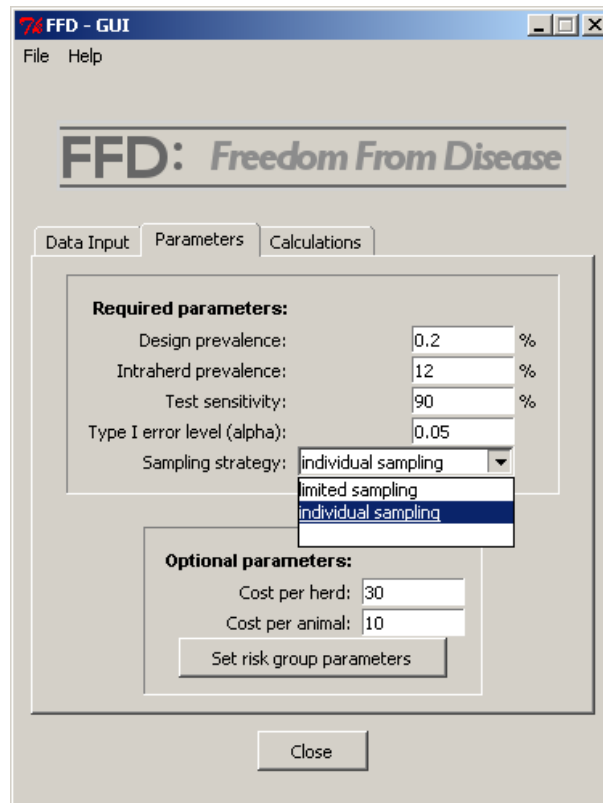 FFD - GUI
File Help
FFD: Freedom From Disease
Data Input Parameters Calculations
Required parameters:
Design prevalence: 0.2 %
Intraherd prevalence: 12 %
Test sensitivity: 90 %
Type I error level (alpha): 0.05
Sampling strategy: individual sampling
limited sampling
individual sampling
Optional parameters:
Cost per herd: 30
Cost per animal: 10
Set risk group parameters
Close